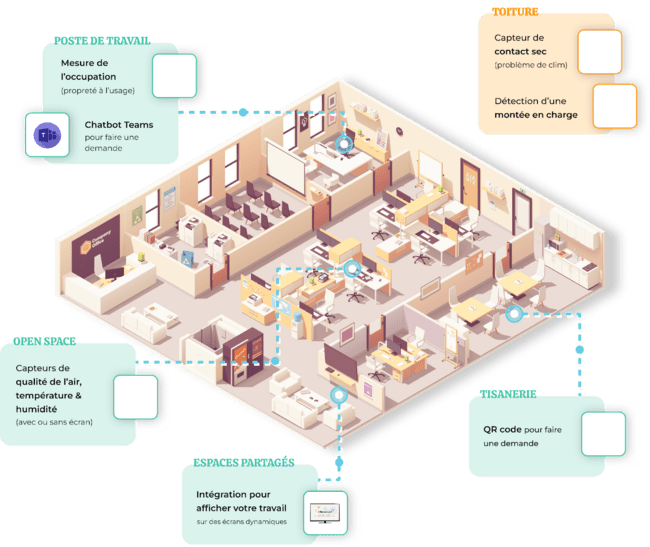 TOITURE
Capteur de
contact sec
(problème de clim)
Détection d'une
montée en charge
POSTE DE TRAVAIL
Mesure de
l'occupation
(propreté à l'usage)
Chatbot Teams
pour faire une
demande
Company
Office
OPEN SPACE
Capteurs de
qualité de l'air,
température &
humidité
(avec ou sans écran)
TISANERIE
QR code pour faire
une demande
ESPACES PARTAGÉS
Intégration pour
afficher votre travail
sur des écrans dynamiques